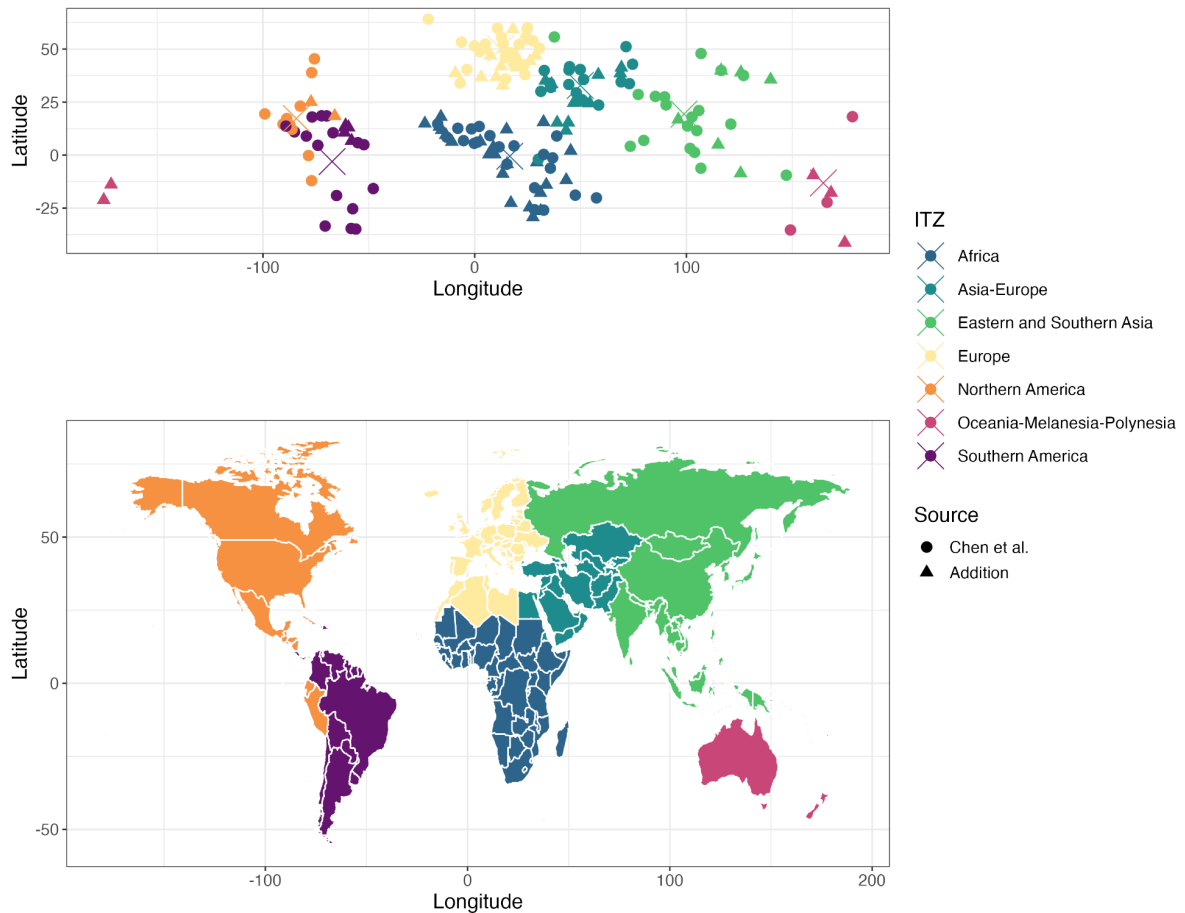 50
25
0
-25
Latitude
-100
0
100
Longitude
ITZ
Africa
Asia-Europe
Eastern and Southern Asia
Europe
Northern America
Oceania-Melanesia-Polynesia
Southern America
Source
Chen et al.
Addition
50
0
-50
Latitude
-100
0
100
200
Longitude